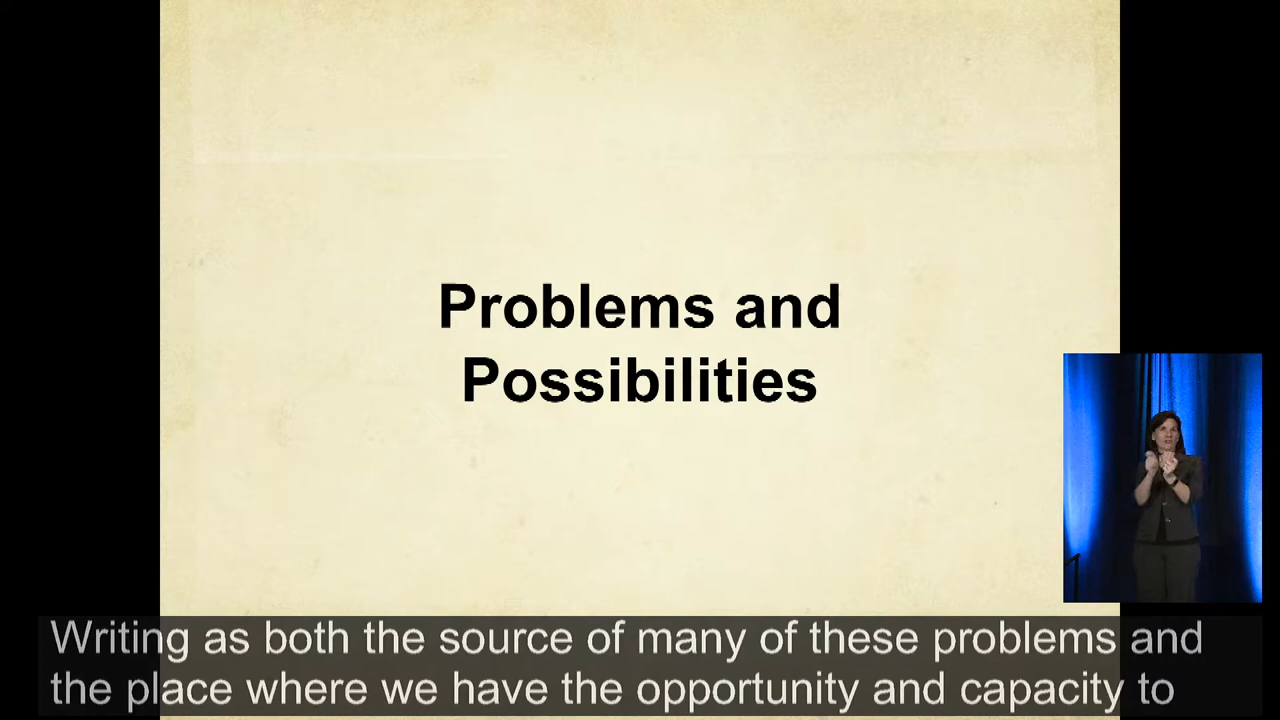 Problems and
Possibilities
Writing as both the source of many of these problems and
the place where we have the opportunity and capacity to